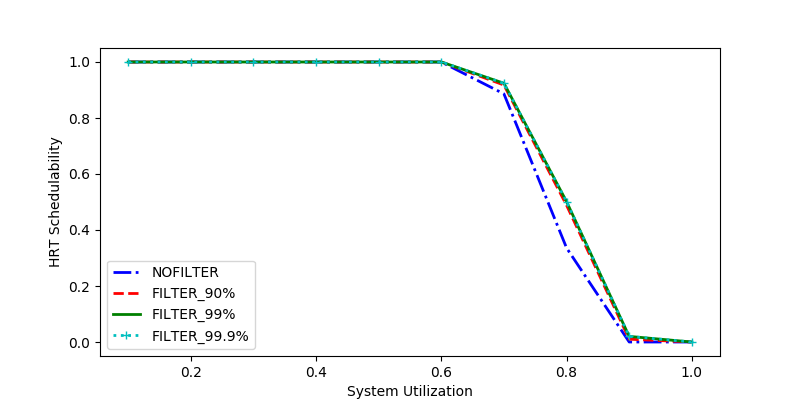 1.0
0.8
0.6
0.4
0.2
0.0
HRT Schedulability
NOFILTER
FILTER_90%
FILTER_99%
FILTER_99.9%
0.2 0.4 0.6 0.8 1.0
System Utilization